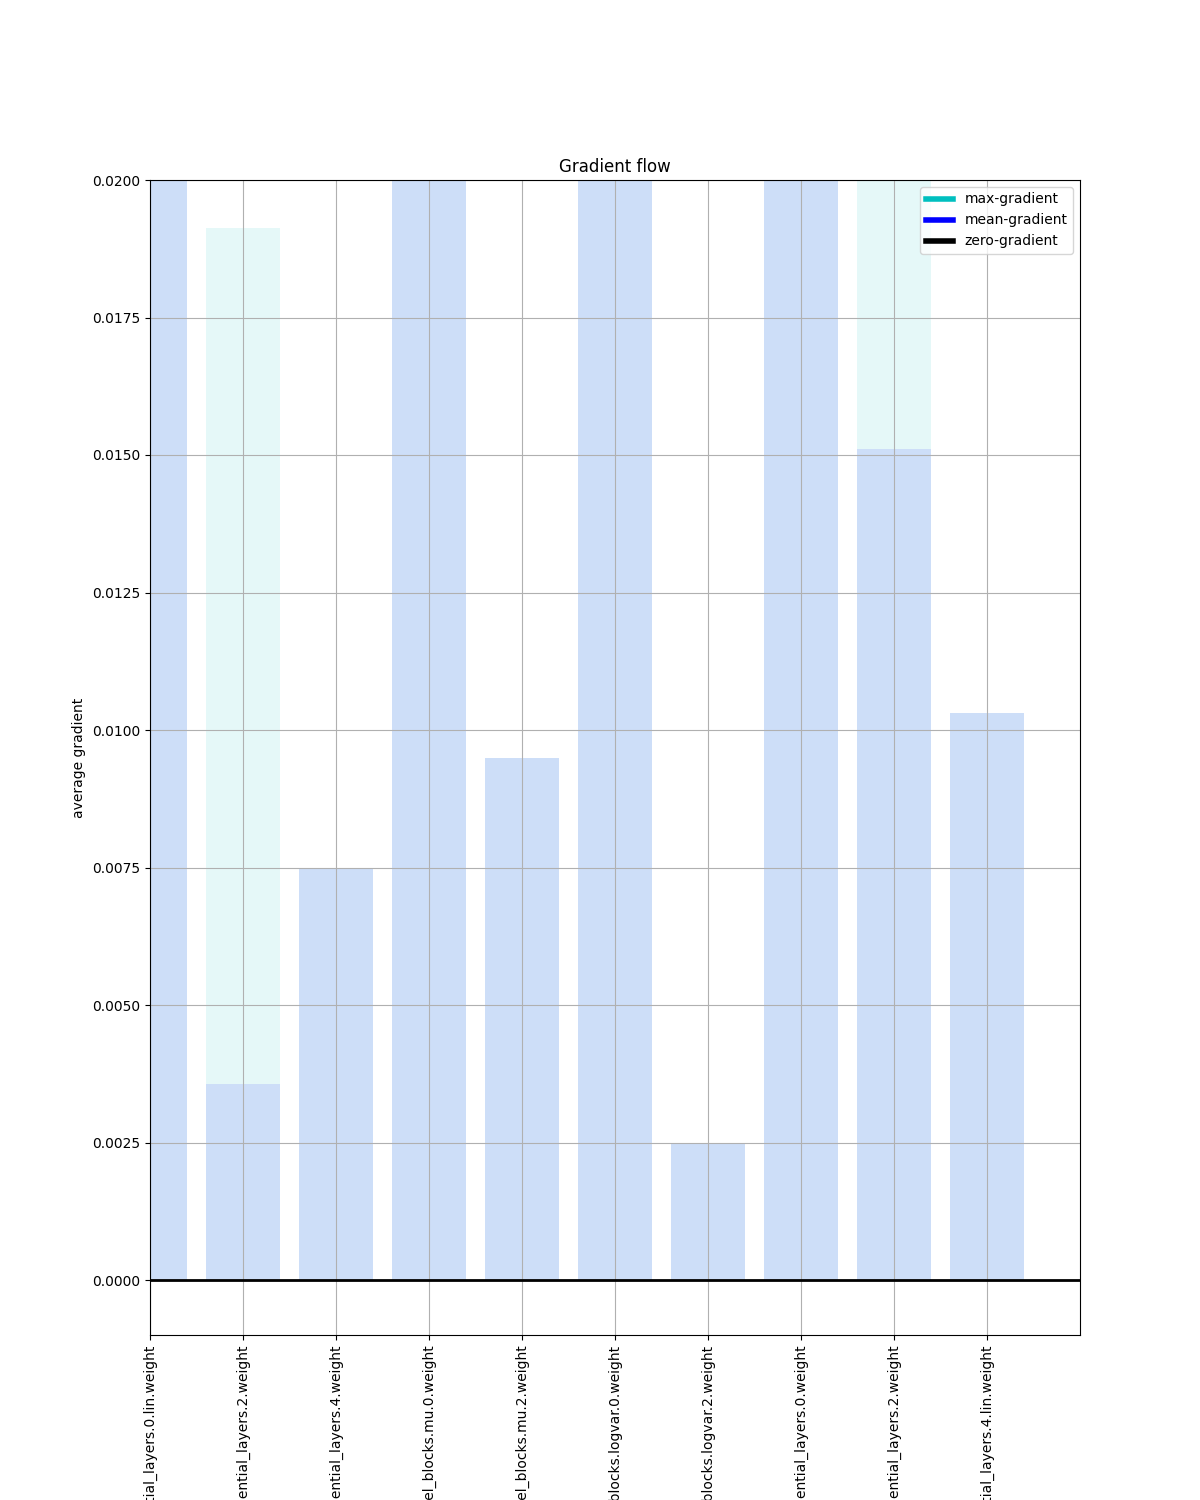 Gradient flow
max-gradient
mean-gradient
zero-gradient
0.0200
0.0175
0.0150
0.0125
0.0100
0.0075
0.0050
0.0025
0.0000
average gradient
tial_layers.0.lin.weight
ential_layers.2.weight
ential_layers.4.weight
el_blocks.mu.0.weight
el_blocks.mu.2.weight
blocks.logvar.0.weight
blocks.logvar.2.weight
ential_layers.0.weight
ential_layers.2.weight
tial_layers.4.lin.weight